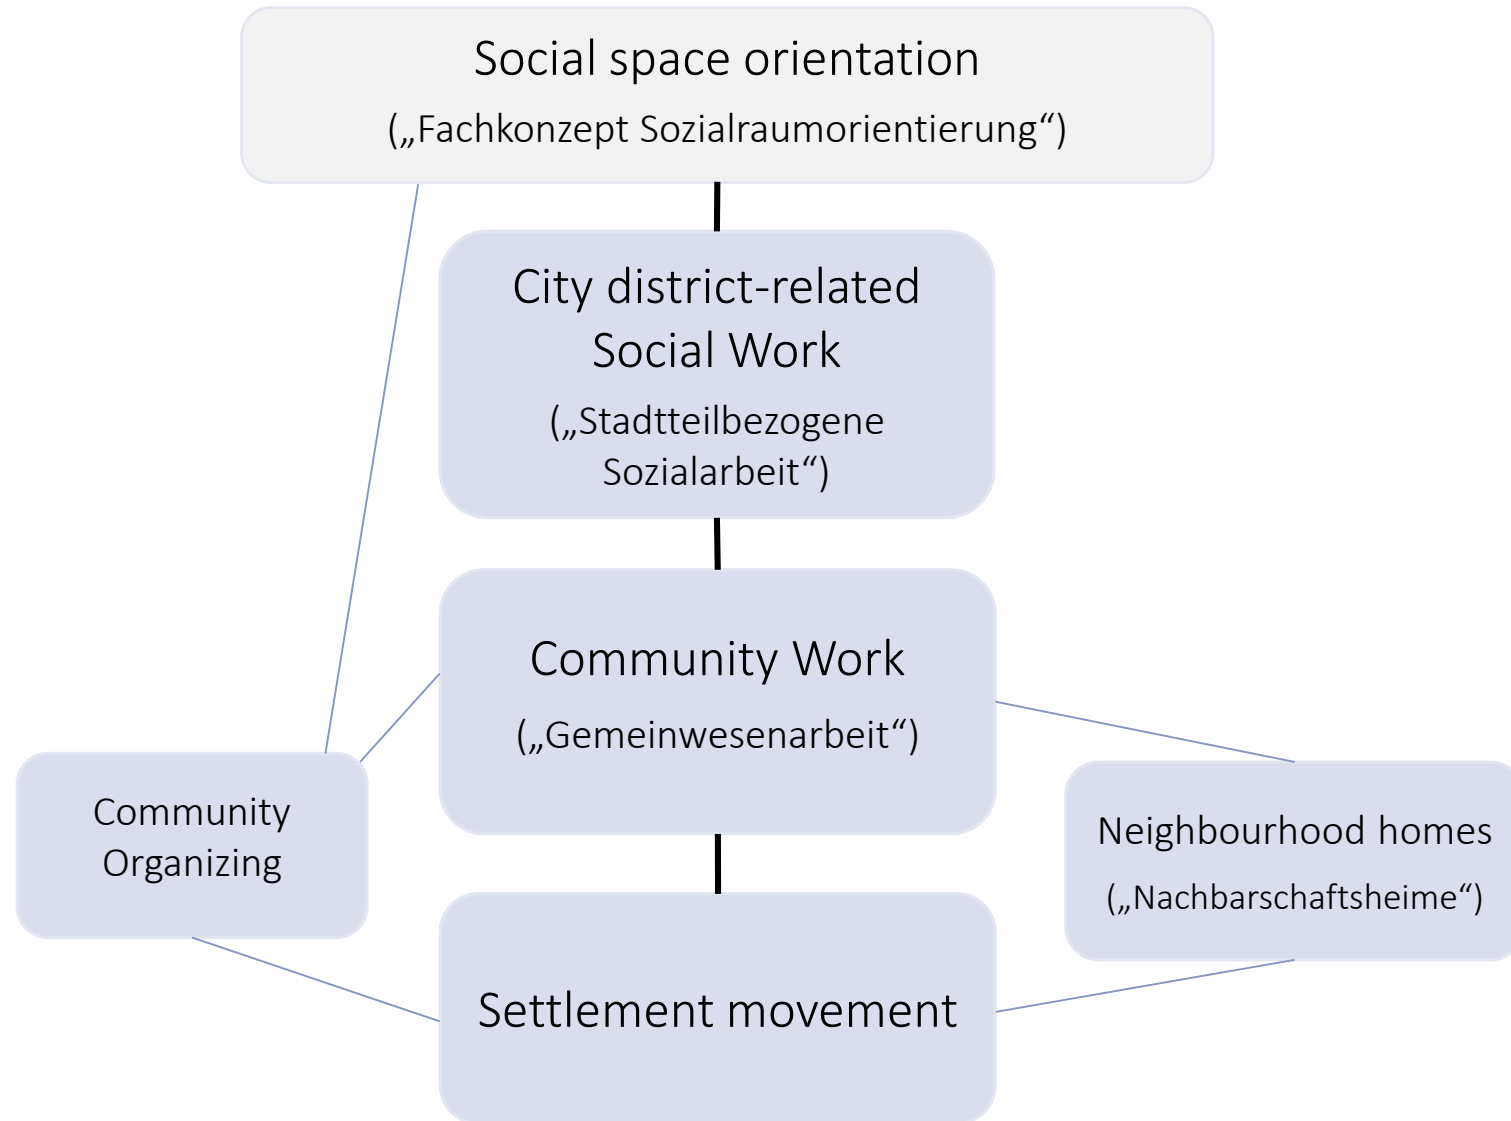 Social space orientation
(„Fachkonzept Sozialraumorientierung“)
City district-related
Social Work
(„Stadtteilbezogene
Sozialarbeit“)
Community Work
(„Gemeinwesenarbeit“)
Community
Organizing
Neighbourhood homes
(„Nachbarschaftsheime“)
Settlement movement